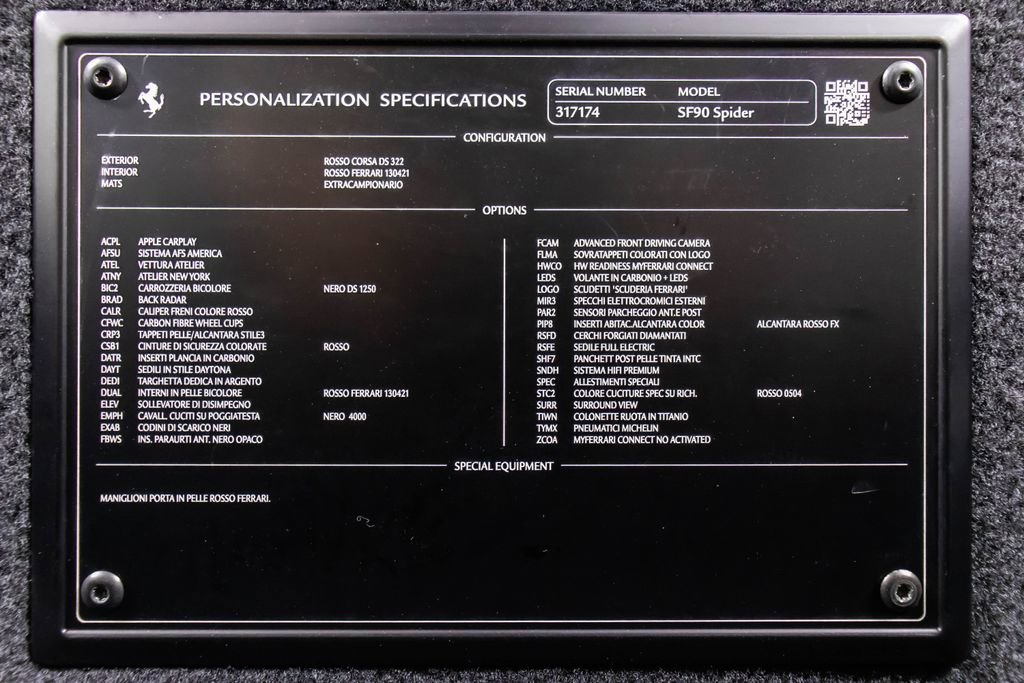 PERSONALIZATION SPECIFICATIONS
SERIAL NUMBER MODEL
317174 SF90 Spider
CONFIGURATION
EXTERIOR ROSSO CORSA DS 322
INTERIOR ROSSO FERRARI 130421
MATS EXTRACAMPIONARIO
OPTIONS
ACPL APPLE CARPLAY
AFSU SISTEMA AFS AMERICA
ATEL VETTURA ATELIER
ATNY ATELIER NEW YORK
BIC2 CARROZZERIA BICOLORE NERO DS 1250
BRAD BACK RADAR
CALR CALIPER FRENI COLORE ROSSO
CFWC CARBON FIBRE WHEEL CUPS
CRP3 TAPPETI PELLE/ALCANTARA STILE3
CSB1 CINTURE DI SICUREZZA COLORATE ROSSO
DATR INSERTI PLANCIA IN CARBONIO
DAYT SEDILI IN STILE DAYTONA
DEDI TARGHETTA DEDICA IN ARGENTO
DUAL INTERNI IN PELLE BICOLORE ROSSO FERRARI 130421
ELEV SOLLEVATORE DI DISIMPEGNO
EMPH CAVALL. CUCITI SU POGGIATESTA NERO 4000
EXAB CODINI DI SCARICO NERI
FBWS INS. PARAURTI ANT. NERO OPACO
FCAM ADVANCED FRONT DRIVING CAMERA
FLMA SOVRATAPPETI COLORATI CON LOGO
HWCO HW READINESS MYFERRARI CONNECT
LEDS VOLANTE IN CARBONIO + LEDS
LOGO SCUDETTI "SCUDERIA FERRARI"
MIR3 SPECCHI ELETTROCROMICI ESTERNI
PAR2 SENSORI PARCHEGGIO ANT.E POST
PIP8 INSERTI ABITAC.ALCANTARA COLOR ALCANTARA ROSSO FX
RSFD CERCHI FORGIATI DIAMANTATI
RSFE SEDILE FULL ELECTRIC
SHF7 PANCHETT POST PELLE TINTA INTC
SNDH SISTEMA HIFI PREMIUM
SPEC ALLESTIMENTI SPECIALI
STC2 COLORE CUCITURE SPEC SU RICH. ROSSO 0504
SURR SURROUND VIEW
TIWN COLONETTE RUOTA IN TITANIO
TYMX PNEUMATICI MICHELIN
ZCOA MYFERRARI CONNECT NO ACTIVATED
SPECIAL EQUIPMENT
MANIGLIONI PORTA IN PELLE ROSSO FERRARI.